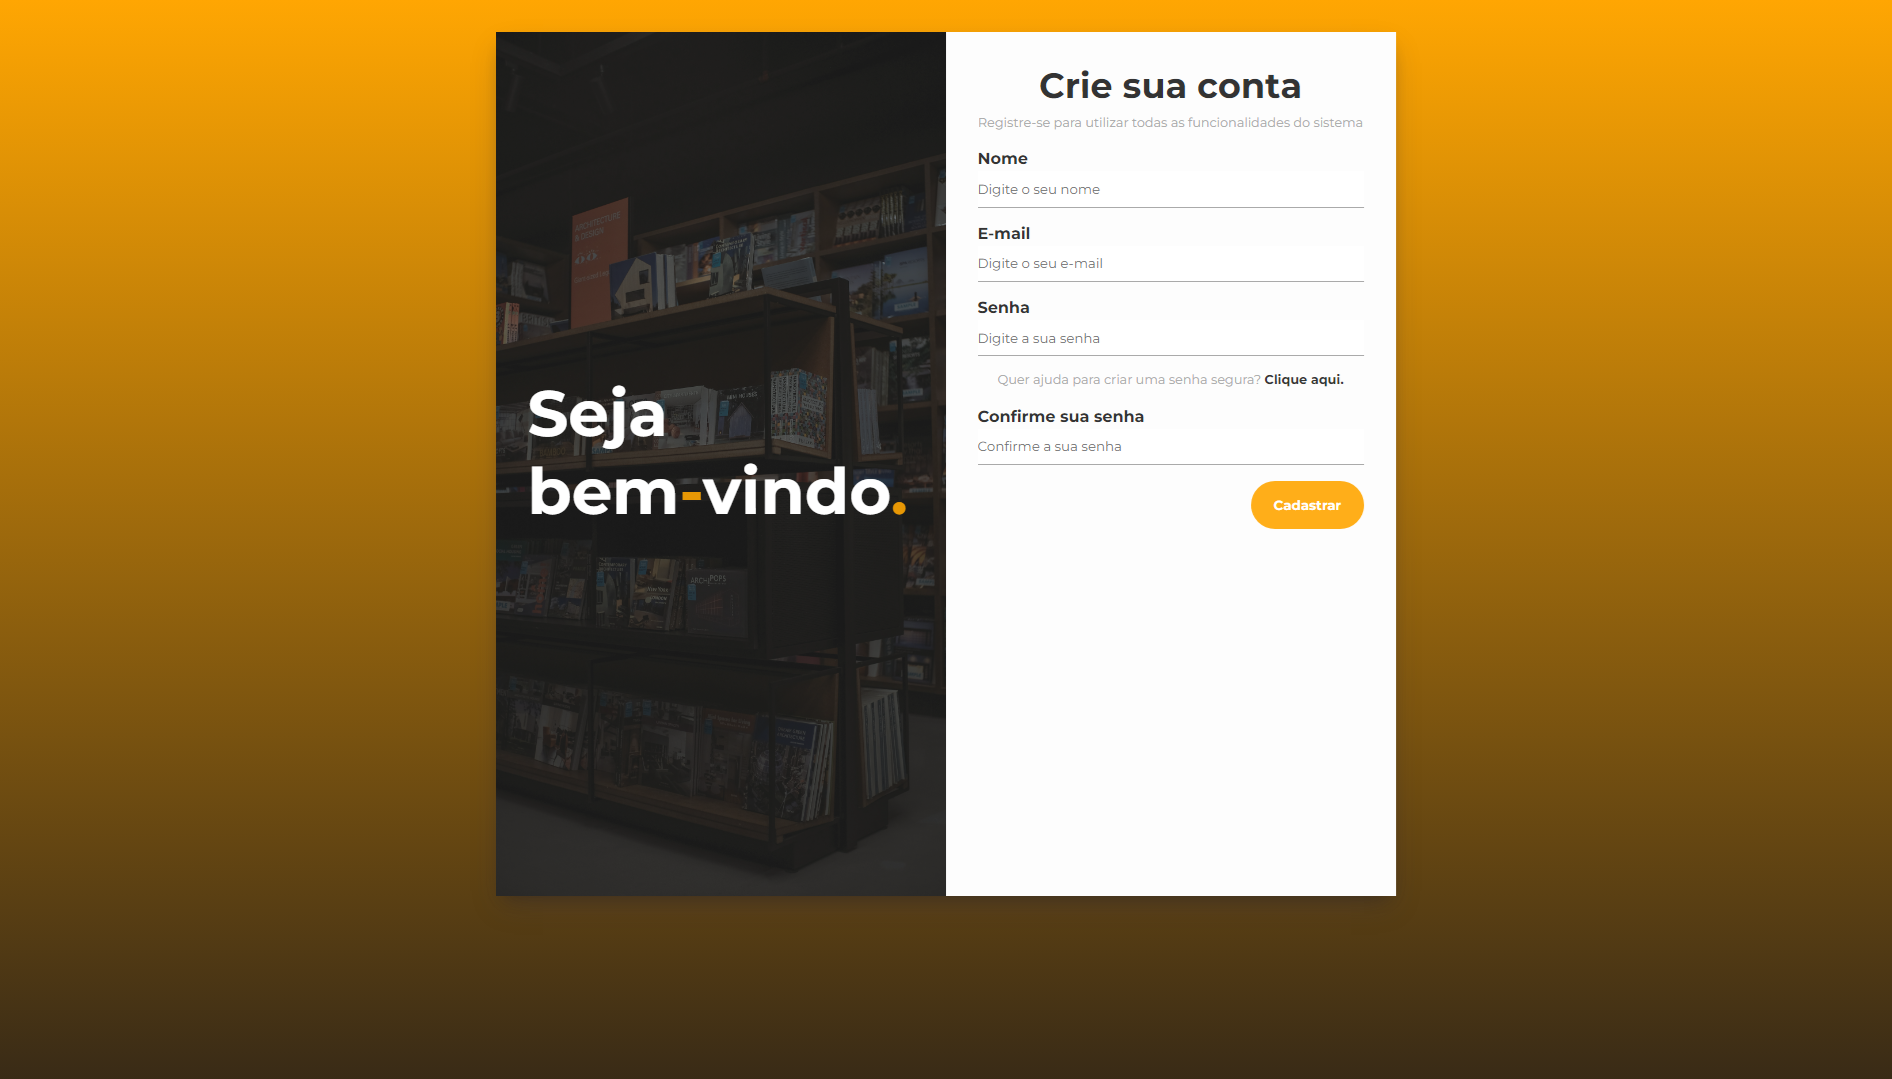 Seja
bem-vindo.
ARCHITECTURE
& DESIGN
Crie sua conta
Registre-se para utilizar todas as funcionalidades do sistema
Nome
Digite o seu nome
E-mail
Digite o seu e-mail
Senha
Digite a sua senha
Quer ajuda para criar uma senha segura? Clique aqui.
Confirme sua senha
Confirme a sua senha
Cadastrar